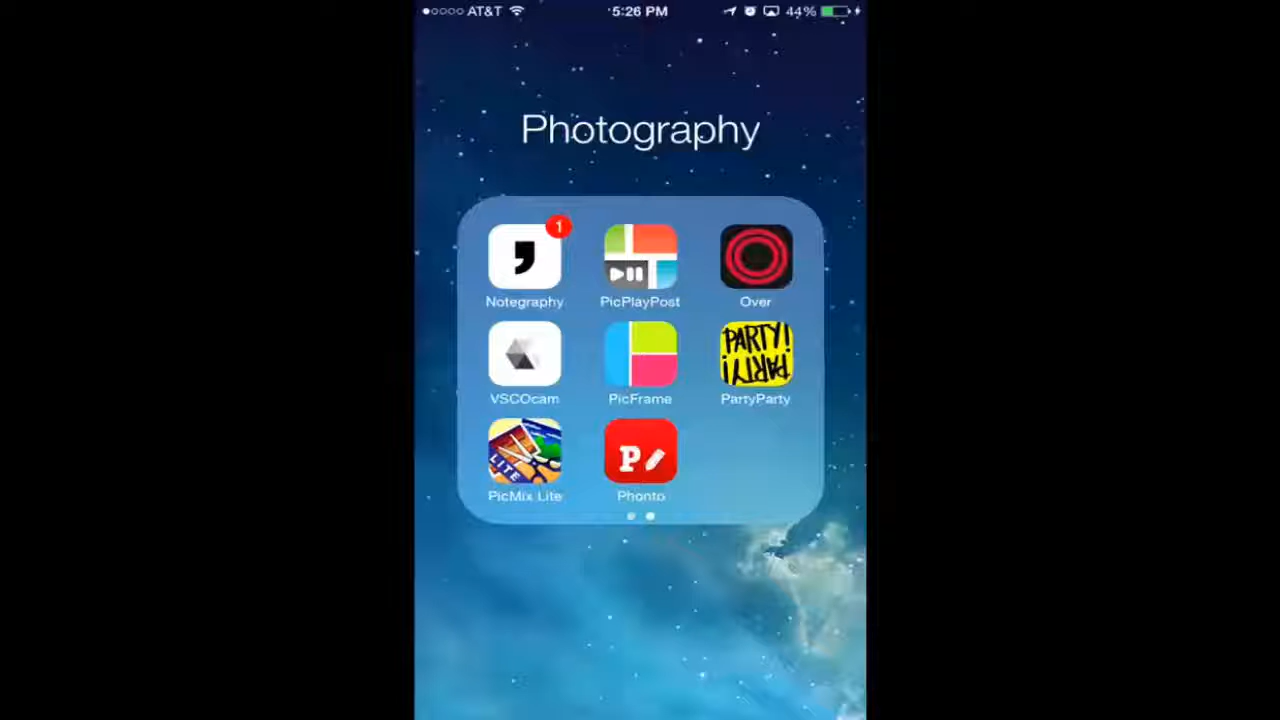 AT&T 5:26 PM 44%
Photography
1
Notegraphy PicPlayPost Over
PARTY!
PARTY!
VSCOcam PicFrame PartyParty
LITE
P
PicMix Lite Phonto